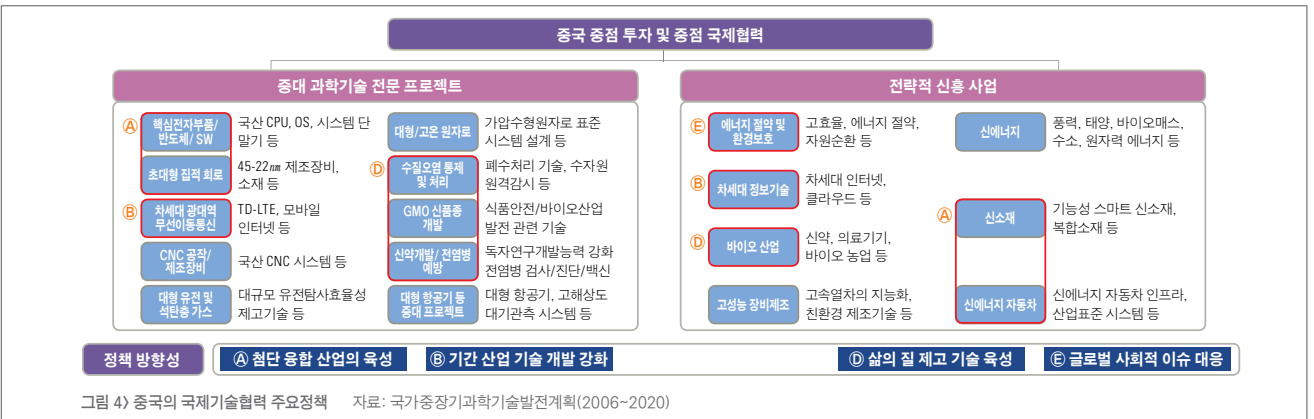 중국 중점 투자 및 중점 국제협력
중대 과학기술 전문 프로젝트
Ⓐ
핵심전자부품/
반도체/ SW
국산 CPU, OS, 시스템 단
말기 등
초대형 집적 회로
45-22㎚ 제조장비,
소재 등
Ⓑ
차세대 광대역
무선이동통신
TD-LTE, 모바일
인터넷 등
CNC 공작/
제조장비
국산 CNC 시스템 등
대형 유전 및
석탄층 가스
대규모 유전탐사효율성
제고기술 등
대형/고온 원자로
가압수형원자로 표준
시스템 설계 등
Ⓓ
수질오염 통제
및 처리
폐수처리 기술, 수자원
원격감시 등
GMO 신품종
개발
식품안전/바이오산업
발전 관련 기술
신약개발/ 전염병
예방
독자연구개발능력 강화
전염병 검사/진단/백신
대형 항공기 등
중대 프로젝트
대형 항공기, 고해상도
대기관측 시스템 등
전략적 신흥 사업
Ⓔ
에너지 절약 및
환경보호
고효율, 에너지 절약,
자원순환 등
Ⓑ
차세대 정보기술
차세대 인터넷,
클라우드 등
Ⓓ
바이오 산업
신약, 의료기기,
바이오 농업 등
고성능 장비제조
고속열차의 지능화,
친환경 제조기술 등
신에너지
풍력, 태양, 바이오매스,
수소, 원자력 에너지 등
Ⓐ
신소재
기능성 스마트 신소재,
복합소재 등
신에너지 자동차
신에너지 자동차 인프라,
산업표준 시스템 등
정책 방향성
Ⓐ 첨단 융합 산업의 육성
Ⓑ 기간 산업 기술 개발 강화
Ⓓ 삶의 질 제고 기술 육성
Ⓔ 글로벌 사회적 이슈 대응
그림 4> 중국의 국제기술협력 주요정책 자료: 국가중장기과학기술발전계획(2006~2020)